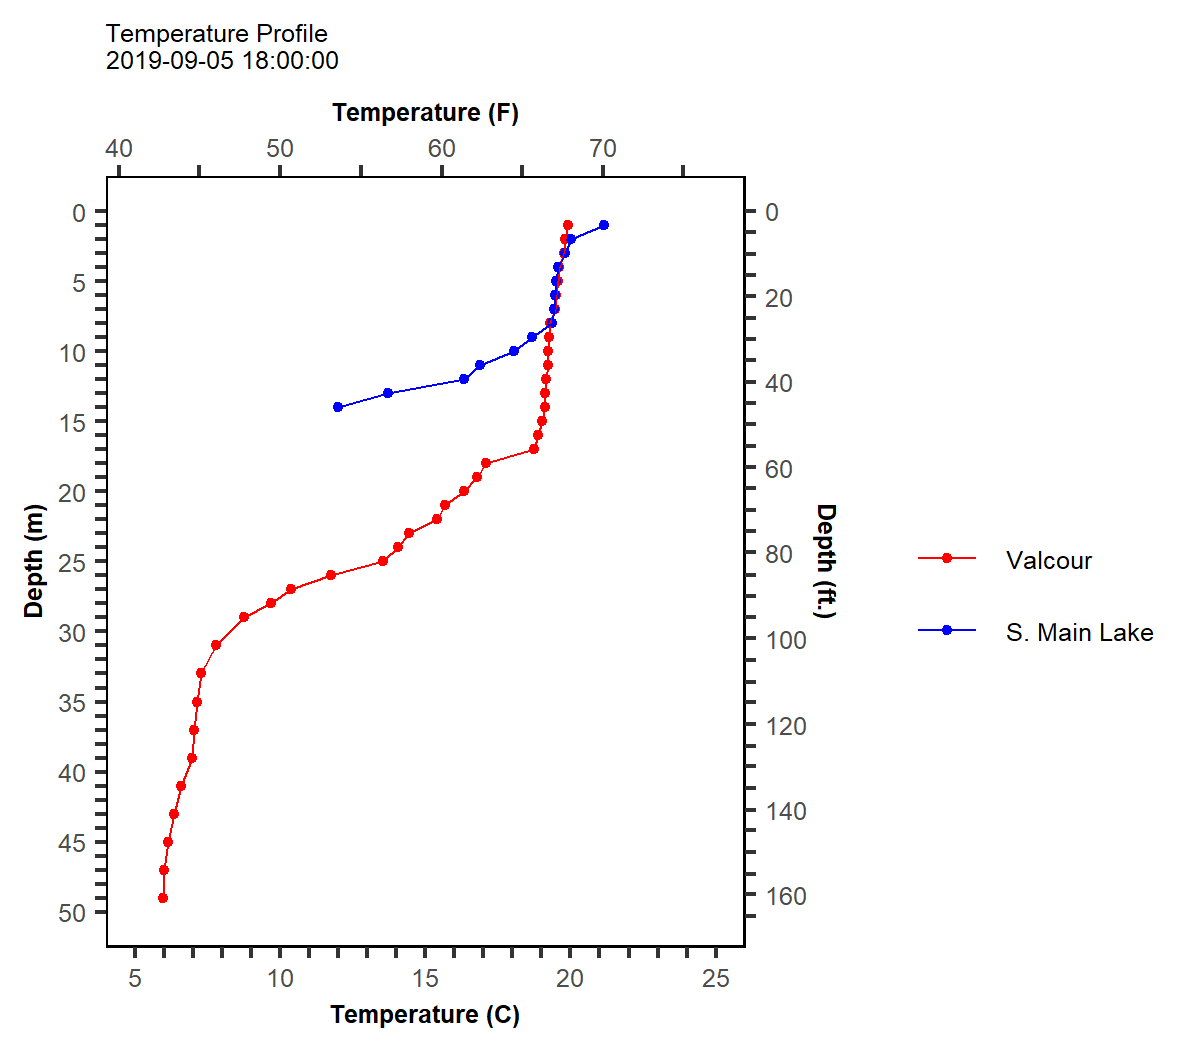 Temperature Profile
2019-09-05 18:00:00
Temperature (F)
40 50 60 70
0
5
10
15
20
25
30
35
40
45
50
Depth (m)
0
20
40
60
80
100
120
140
160
Depth (ft.)
Valcour
S. Main Lake
5 10 15 20 25
Temperature (C)